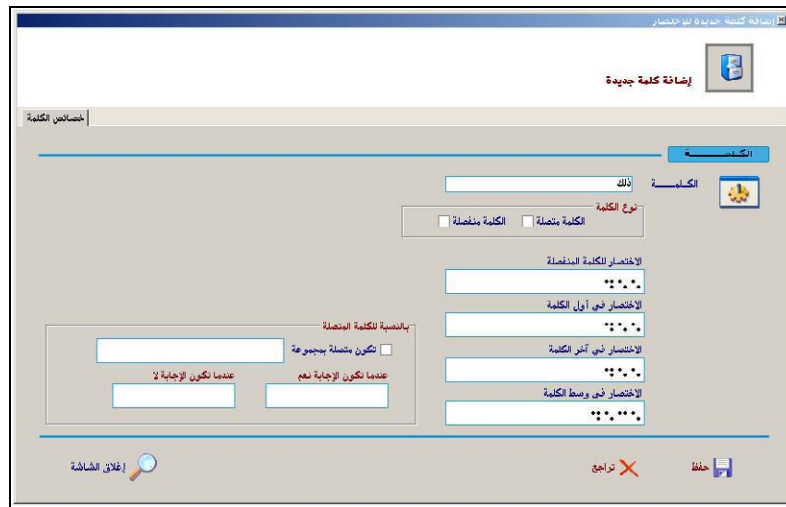 إضافة كلمة جديدة للإختصار
إضافة كلمة جديدة
خصائص الكلمة
الكلمـــــــــة
الكلمـــــة ذلك
نوع الكلمة
الكلمة متصلة الكلمة منفصلة
الاختصار للكلمة المنفصلة
الاختصار في أول الكلمة
الاختصار في آخر الكلمة
الاختصار في وسط الكلمة
بالنسبة للكلمة المتصلة
تكون متصلة بمجموعة
عندما تكون الإجابة نعم عندما تكون الإجابة لا
حفظ تراجع إغلاق الشاشة